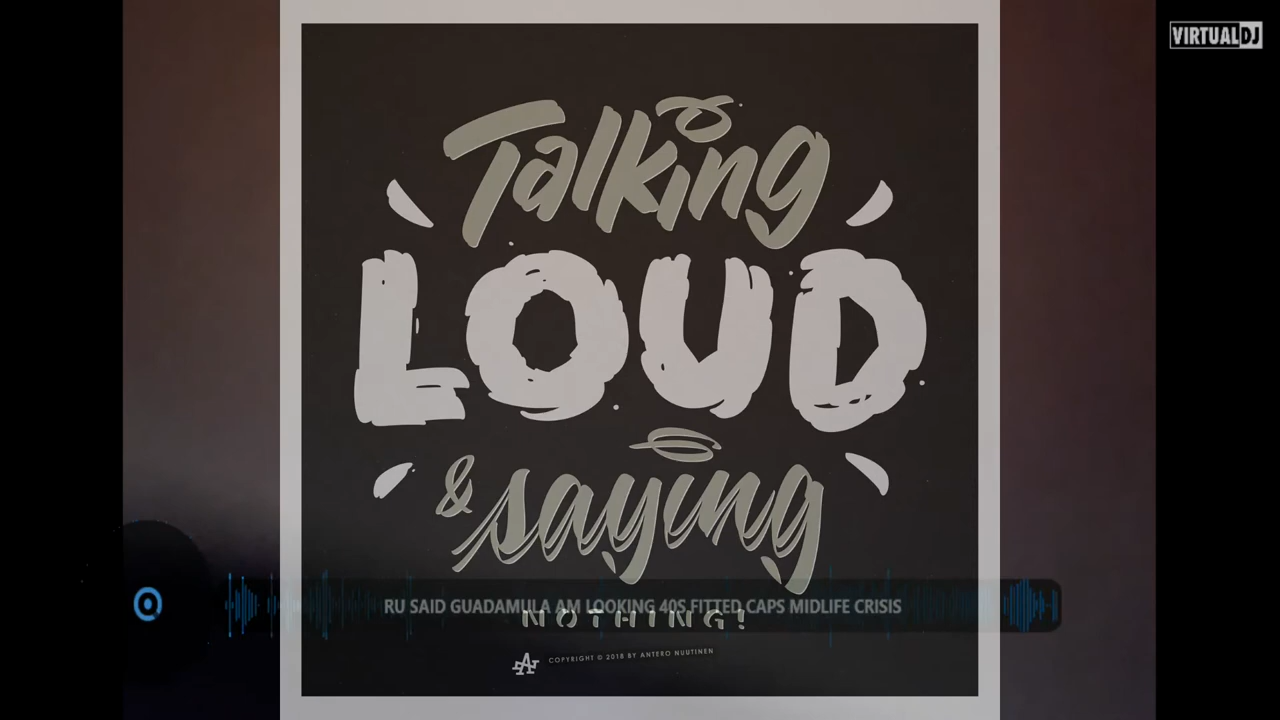 VIRTUALDJ
Talking
LOUD
& saying
RU SAID GUADAMULA AM LOOKING 40S FITTED CAPS MIDLIFE CRISIS
NOTHING!
COPYRIGHT © 2018 BY ANTERO NUUTINEN